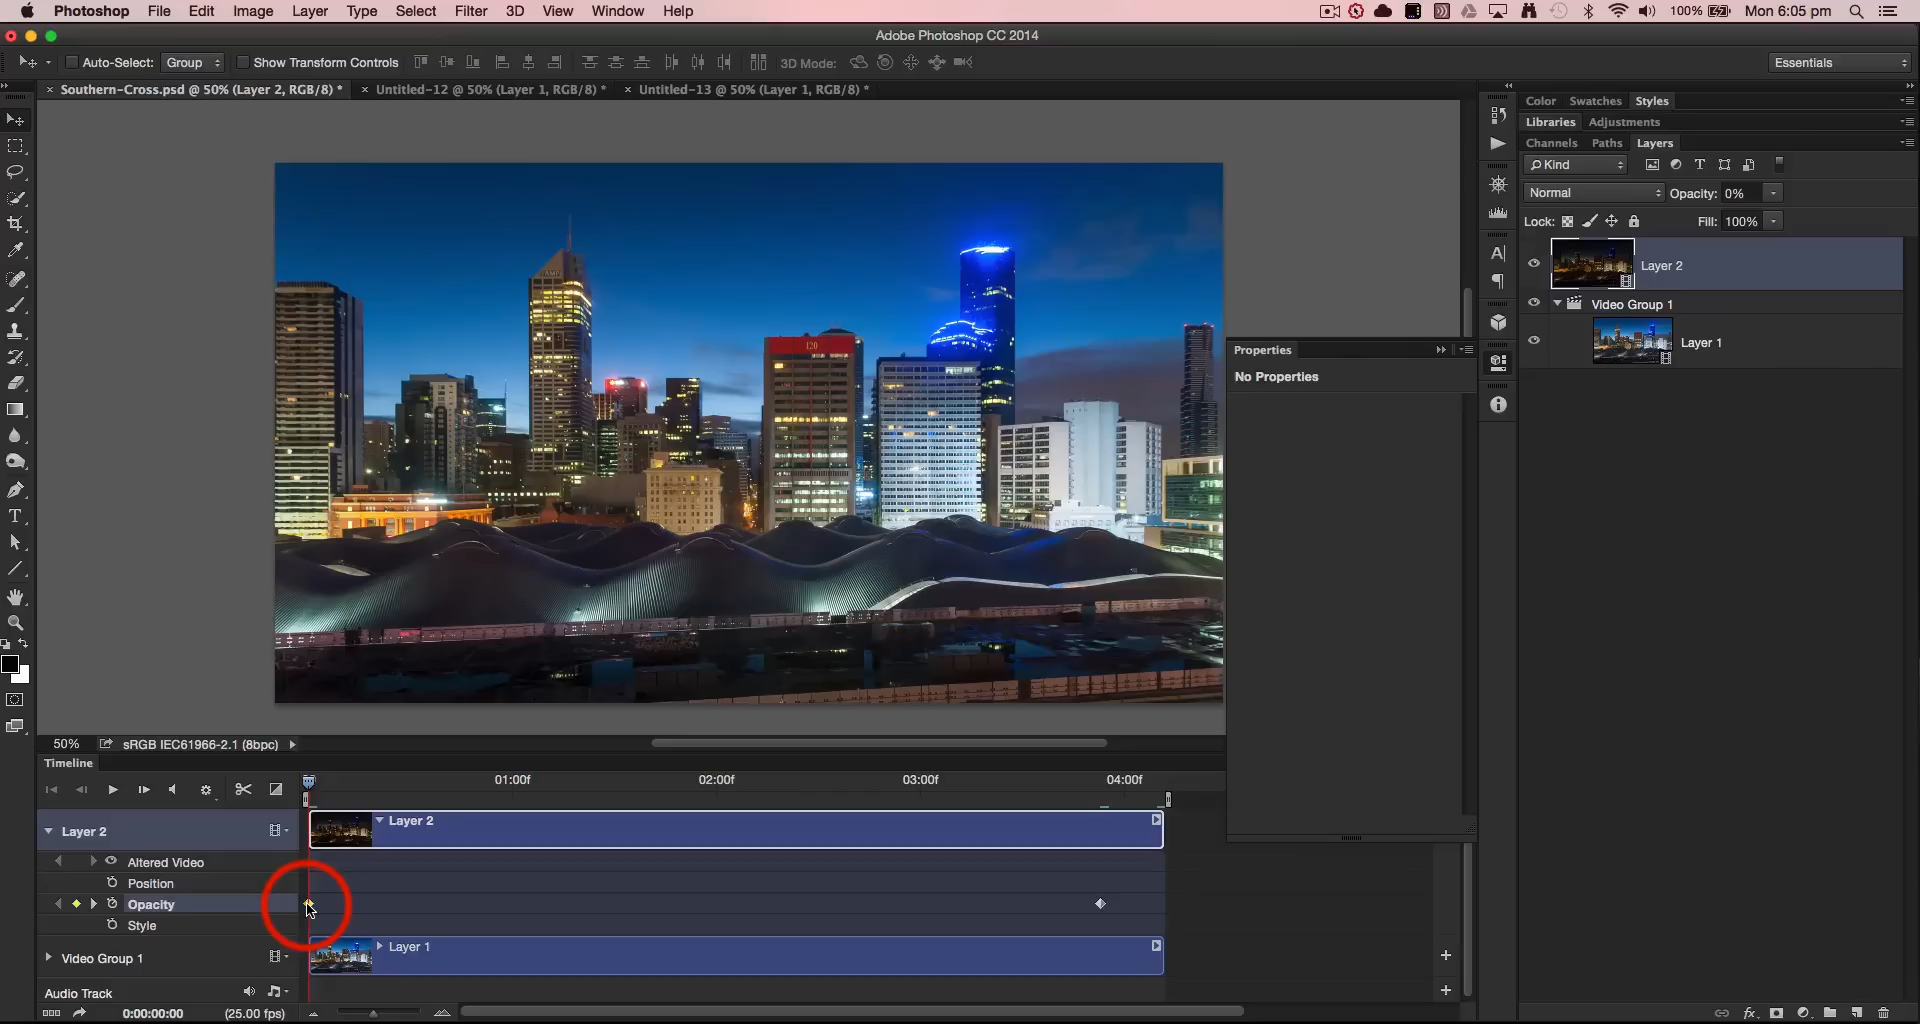 Photoshop File Edit Image Layer Type Select Filter 3D View Window Help 100% Mon 6:05 pm
Adobe Photoshop CC 2014
Auto-Select: Group Show Transform Controls 3D Mode: Essentials
Southern-Cross.psd @ 50% (Layer 2, RGB/8) * Untitled-12 @ 50% (Layer 1, RGB/8) * Untitled-13 @ 50% (Layer 1, RGB/8) *
Color Swatches Styles
Libraries Adjustments
Channels Paths Layers
Kind
Normal Opacity: 0%
Lock: Fill: 100%
Layer 2
Video Group 1
Layer 1
Properties
No Properties
120
50% sRGB IEC61966-2.1 (8bpc)
Timeline
01:00f 02:00f 03:00f 04:00f
Layer 2 Layer 2
Altered Video
Position
Opacity
Style
Video Group 1 Layer 1
Audio Track
0:00:00:00 (25.00 fps)